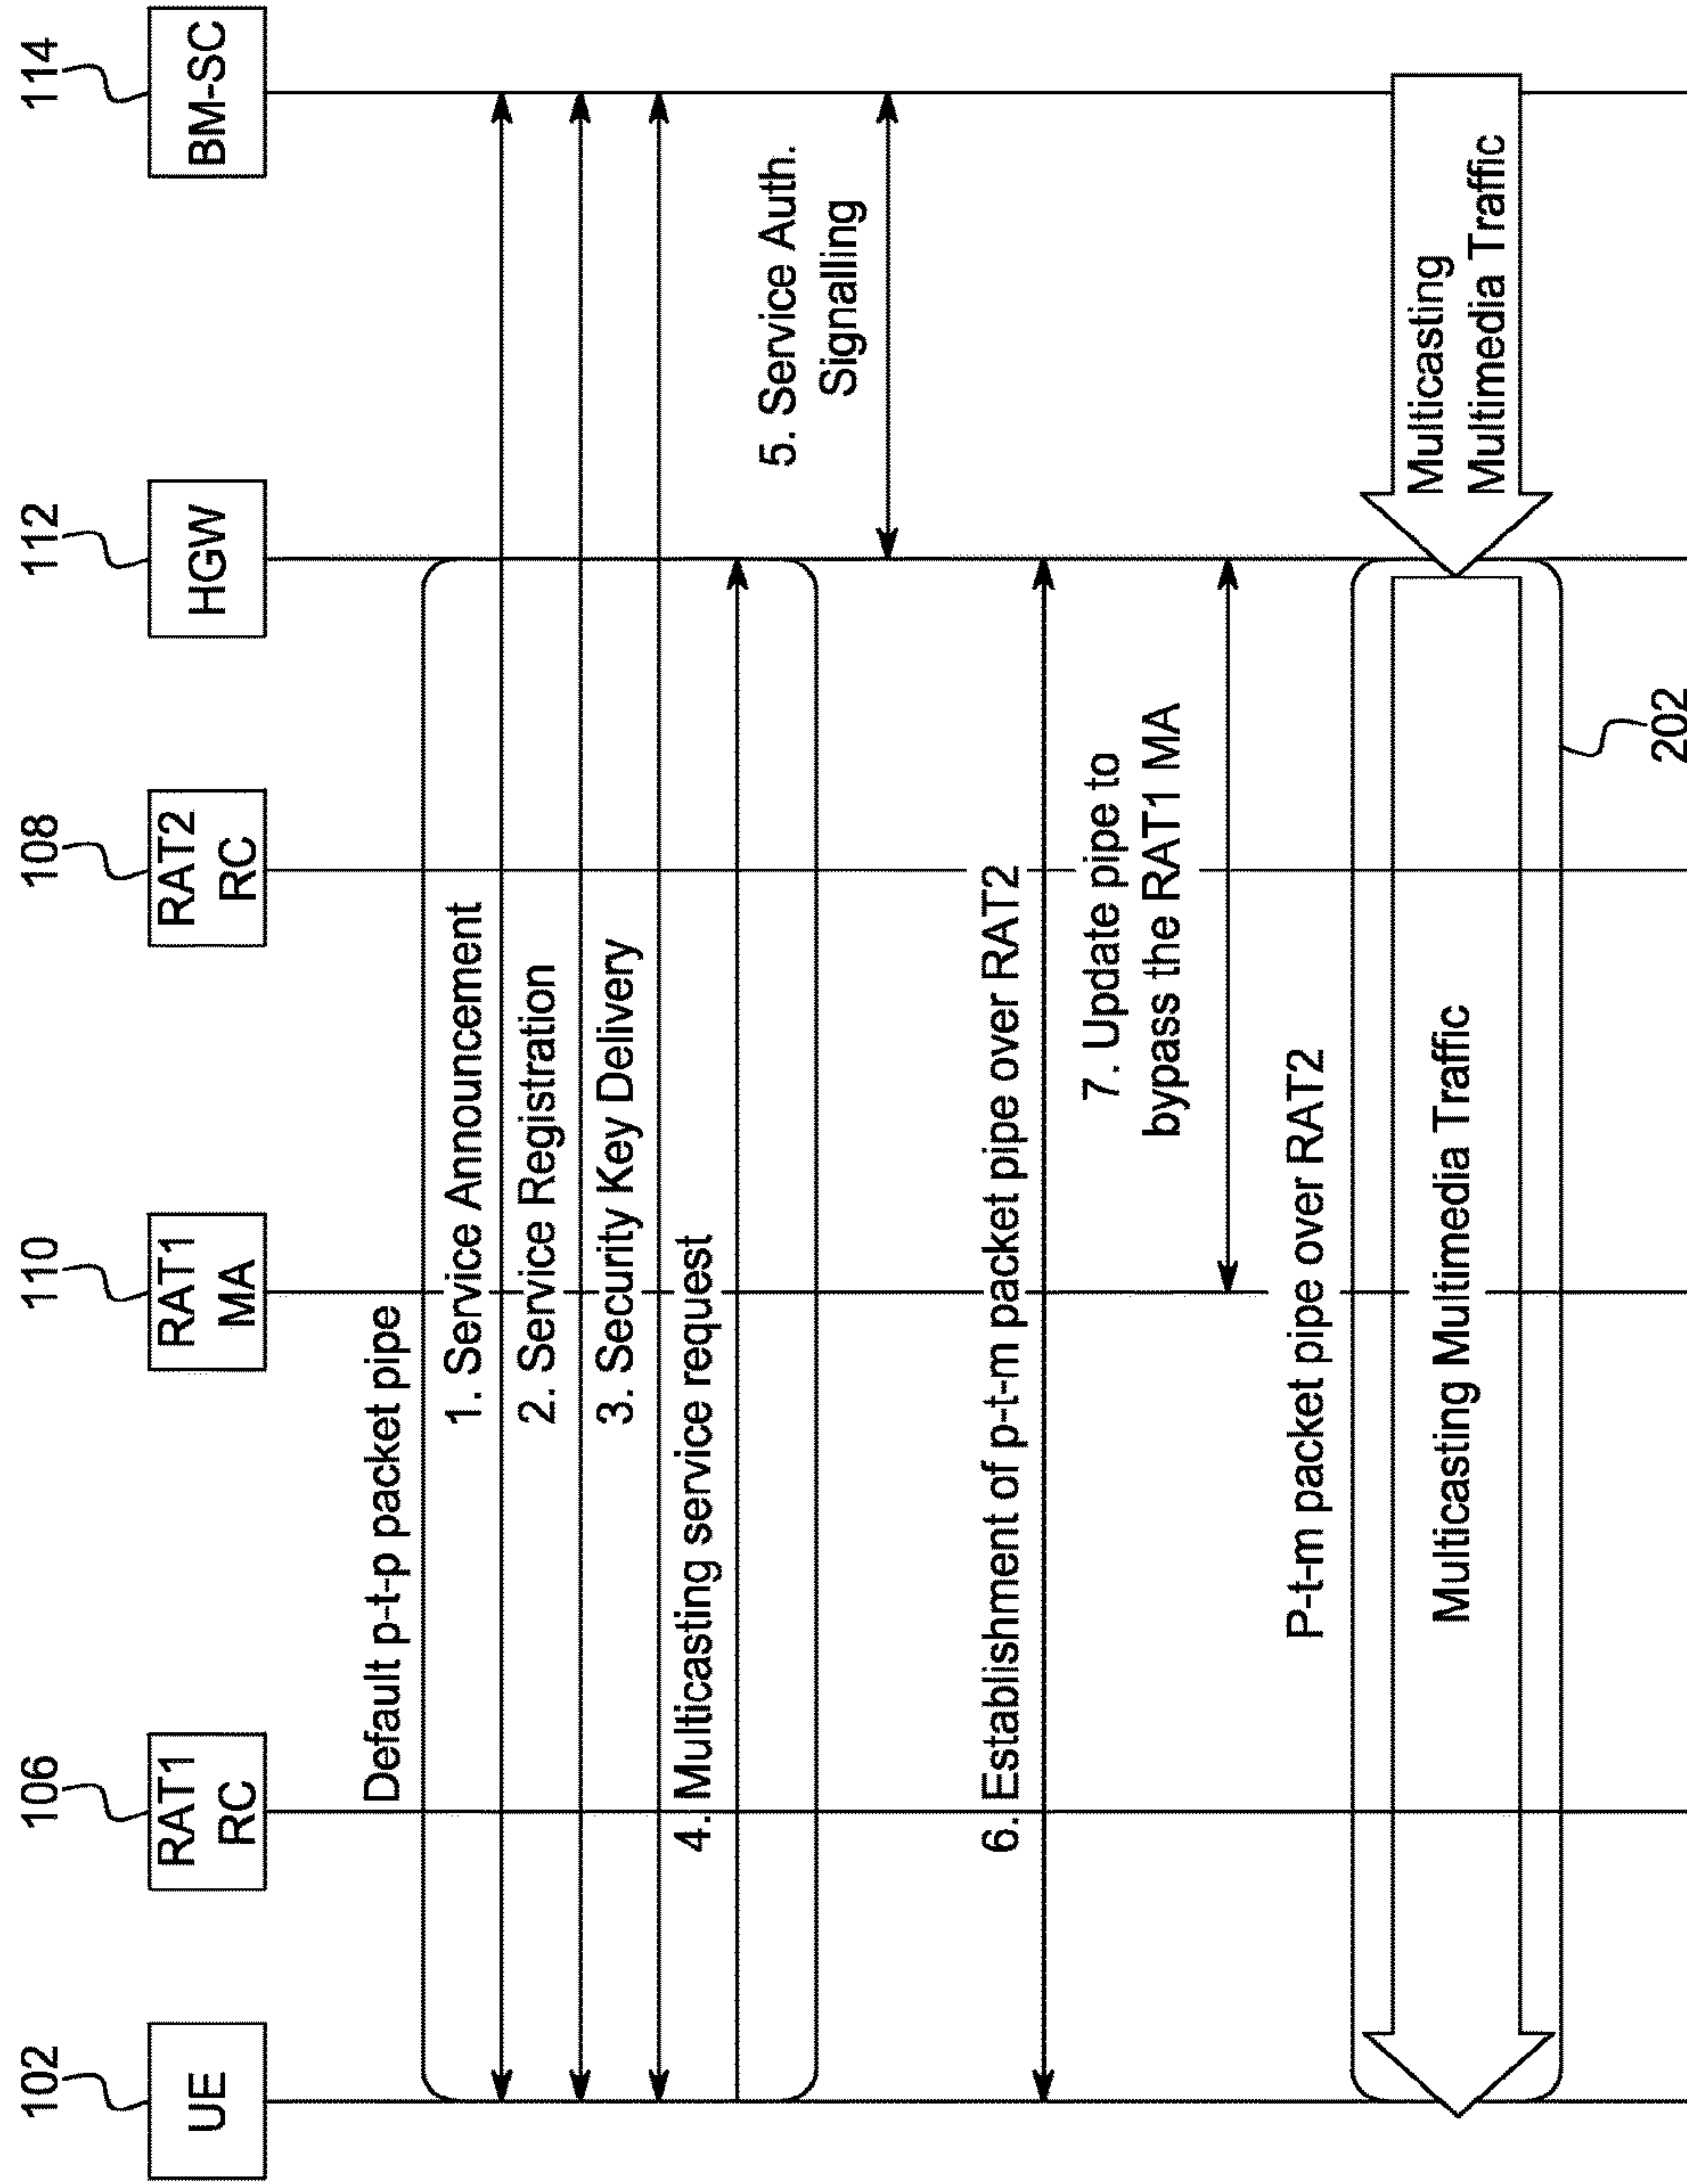 102
106
110
108
112
114
UE
RAT1
RC
RAT1
MA
RAT2
RC
HGW
BM-SC
Default p-t-p packet pipe
1. Service Announcement
2. Service Registration
3. Security Key Delivery
4. Multicasting service request
5. Service Auth.
Signalling
6. Establishment of p-t-m packet pipe over RAT2
7. Update pipe to
bypass the RAT1 MA
P-t-m packet pipe over RAT2
Multicasting Multimedia Traffic
Multicasting
Multimedia Traffic
202